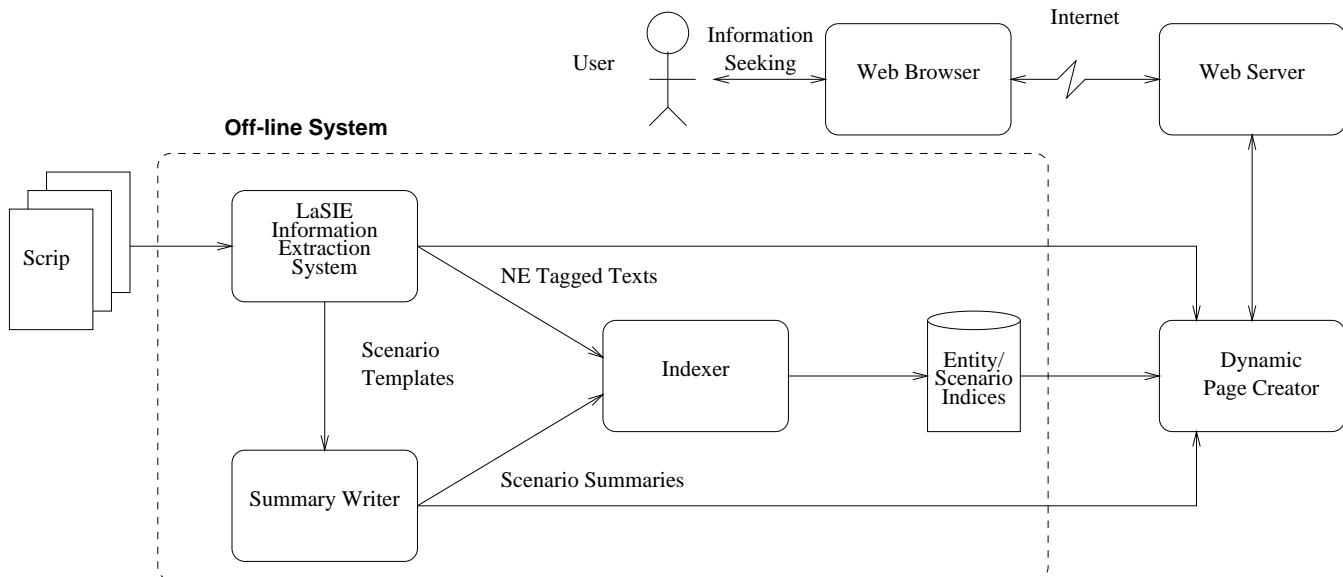 Internet
User
Information
Seeking
Web Browser
Web Server
Off-line System
Scrip
LaSIE
Information
Extraction
System
NE Tagged Texts
Scenario
Templates
Indexer
Entity/
Scenario
Indices
Dynamic
Page Creator
Summary Writer
Scenario Summaries